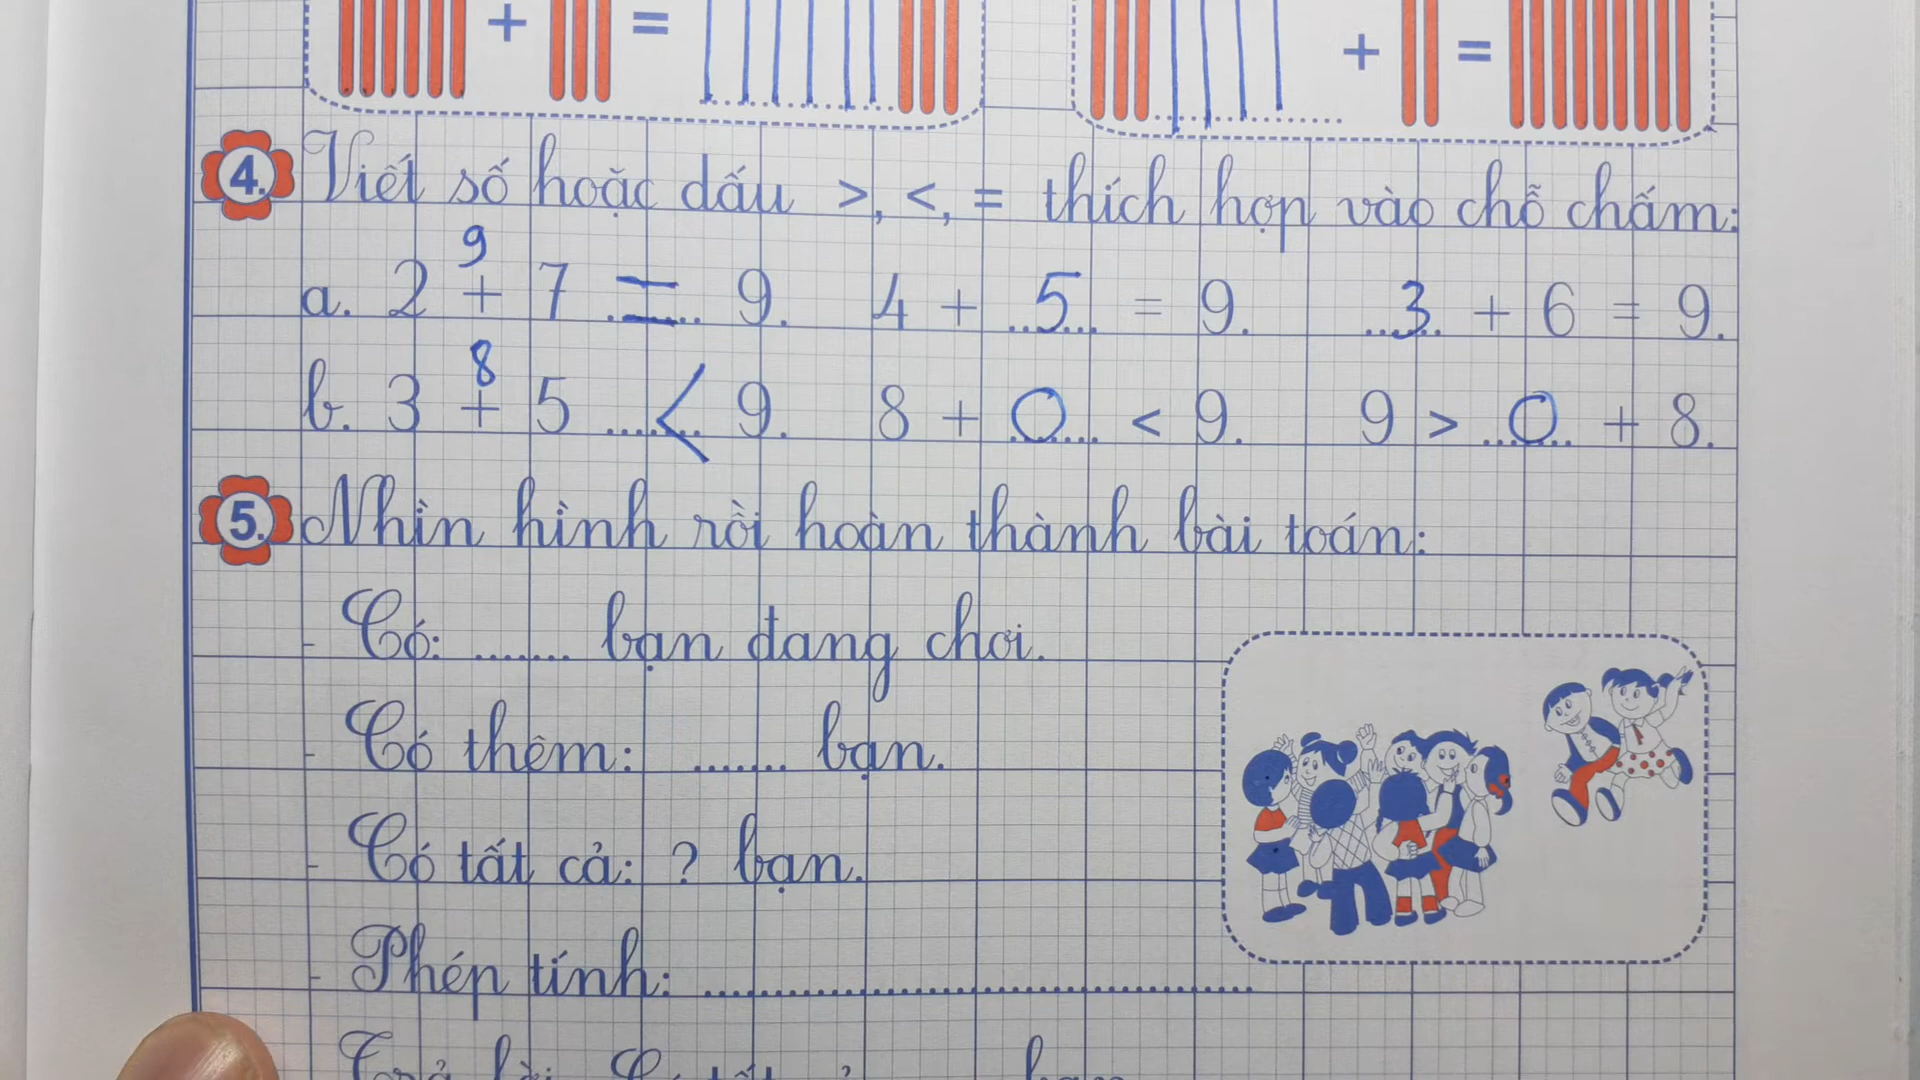 + = + =
4. Viết số hoặc dấu >, <, = thích hợp vào chỗ chấm:
9
a. 2 + 7 ...=... 9. 4 + ...5... = 9. ...3... + 6 = 9.
8
b. 3 + 5 ...<... 9. 8 + ...0... < 9. 9 > ...0... + 8.
5. Nhìn hình rồi hoàn thành bài toán:
- Có: ........ bạn đang chơi.
- Có thêm: ........ bạn.
- Có tất cả: ? bạn.
- Phép tính: ................................................